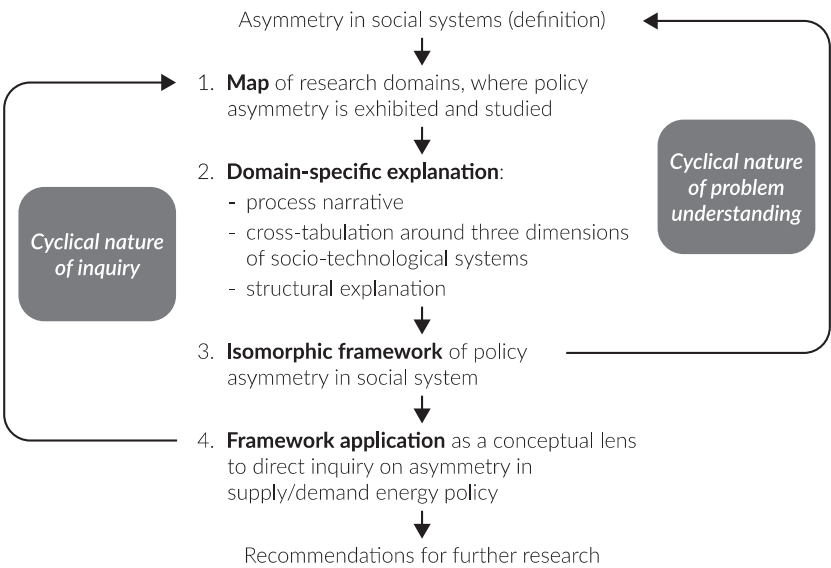 Asymmetry in social systems (definition)
1. Map of research domains, where policy
asymmetry is exhibited and studied
2. Domain-specific explanation:
- process narrative
- cross-tabulation around three dimensions
of socio-technological systems
- structural explanation
3. Isomorphic framework of policy
asymmetry in social system
4. Framework application as a conceptual lens
to direct inquiry on asymmetry in
supply/demand energy policy
Recommendations for further research
Cyclical nature
of inquiry
Cyclical nature
of problem
understanding